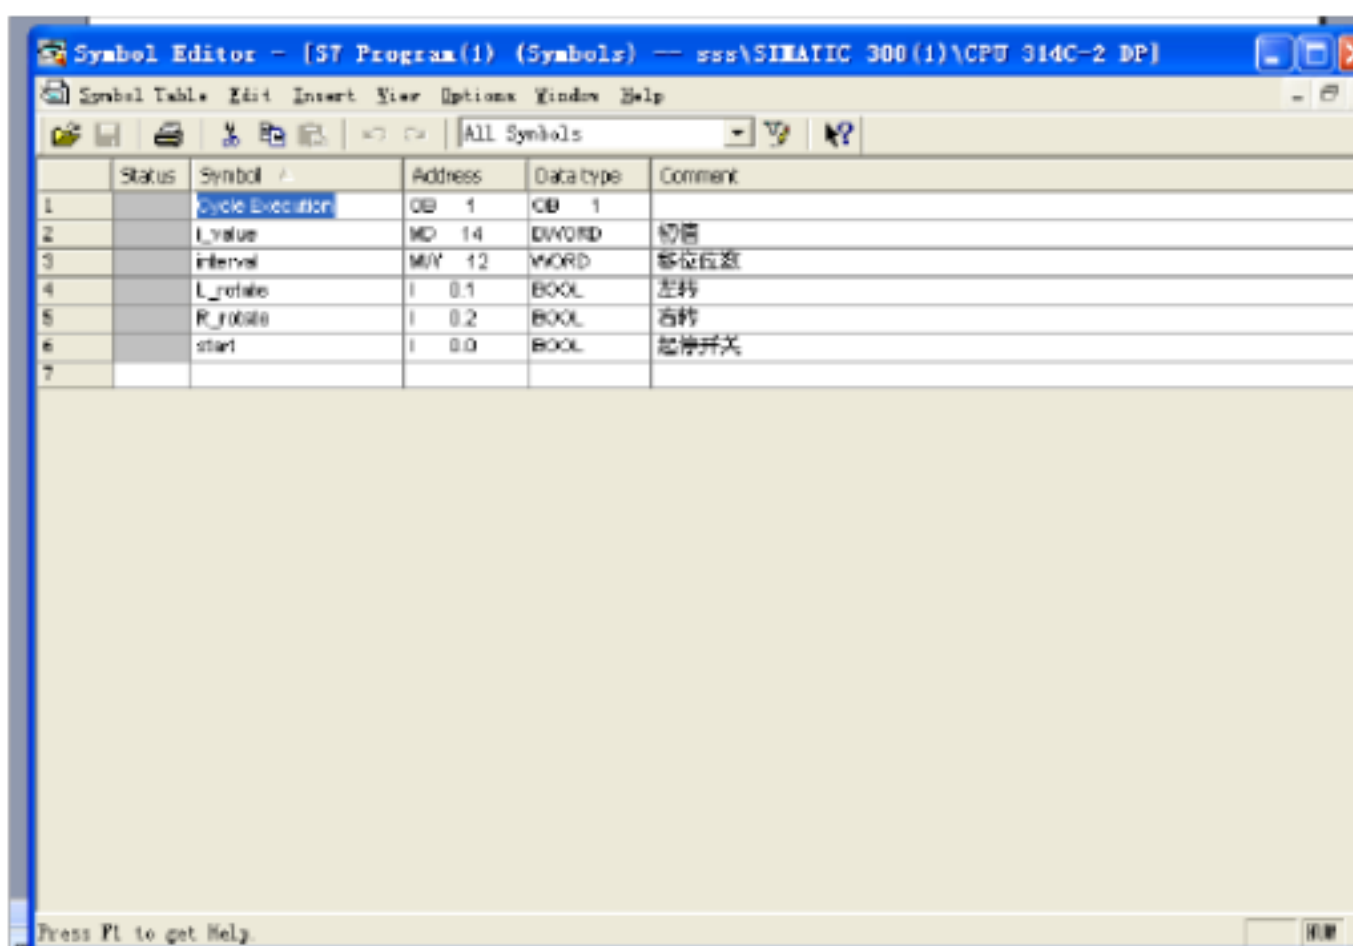 Symbol Editor - [S7 Program(1) (Symbols) -- sss\SIMATIC 300(1)\CPU 314C-2 DP]
Symbol Table Edit Insert View Options Window Help
All Symbols
Status Symbol Address Data type Comment
1 Cycle Execution OB 1 OB 1
2 i_value MD 14 DWORD 初值
3 interval MW 12 WORD 移位位数
4 L_rotate I 0.1 BOOL 左转
5 R_rotate I 0.2 BOOL 右转
6 start I 0.0 BOOL 起停开关
7
Press F1 to get Help.
NUM